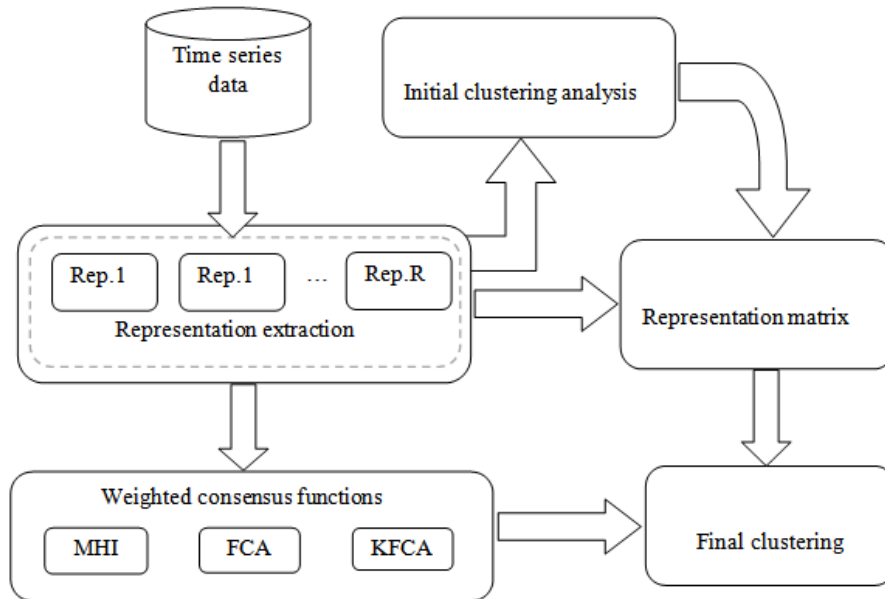 Time series
data
Initial clustering analysis
Rep.1
Rep.1
...
Rep.R
Representation extraction
Representation matrix
Weighted consensus functions
MHI
FCA
KFCA
Final clustering